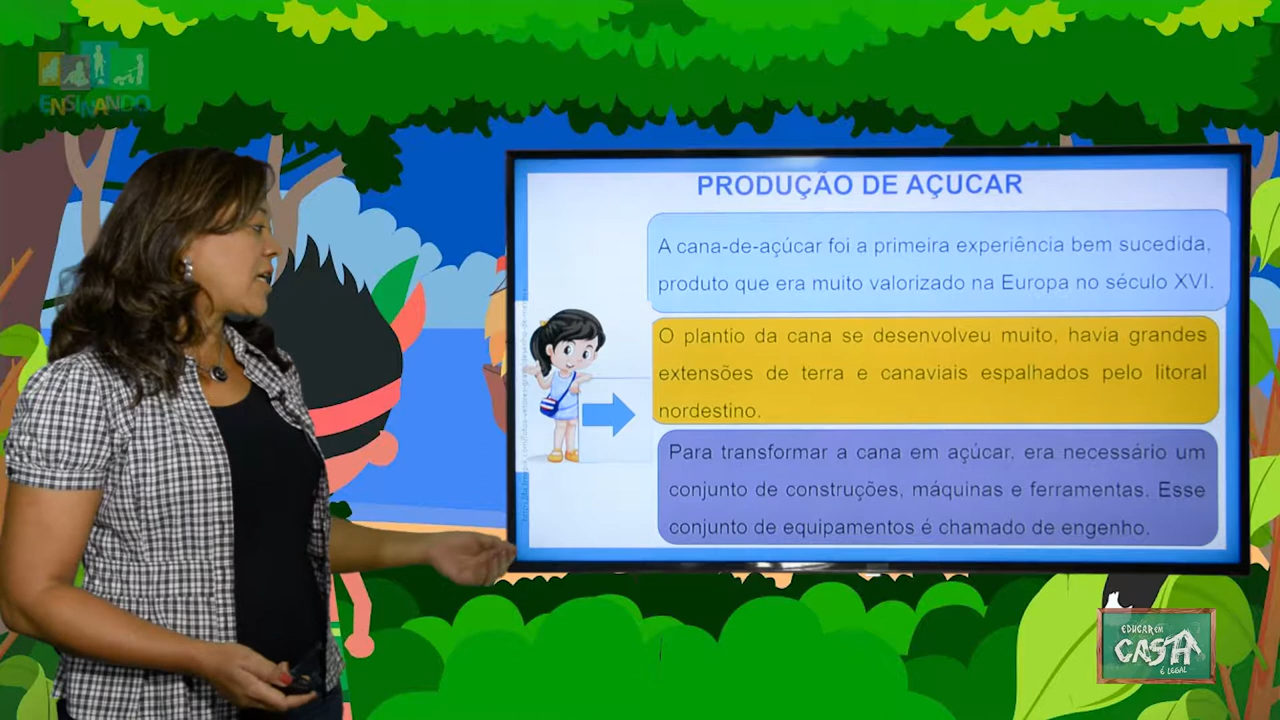 ENSINANDO
PRODUÇÃO DE AÇUCAR
A cana-de-açúcar foi a primeira experiência bem sucedida,
produto que era muito valorizado na Europa no século XVI.
O plantio da cana se desenvolveu muito, havia grandes
extensões de terra e canaviais espalhados pelo litoral
nordestino.
Para transformar a cana em açúcar, era necessário um
conjunto de construções, máquinas e ferramentas. Esse
conjunto de equipamentos é chamado de engenho.
EDUCAR EM
CASA
É LEGAL